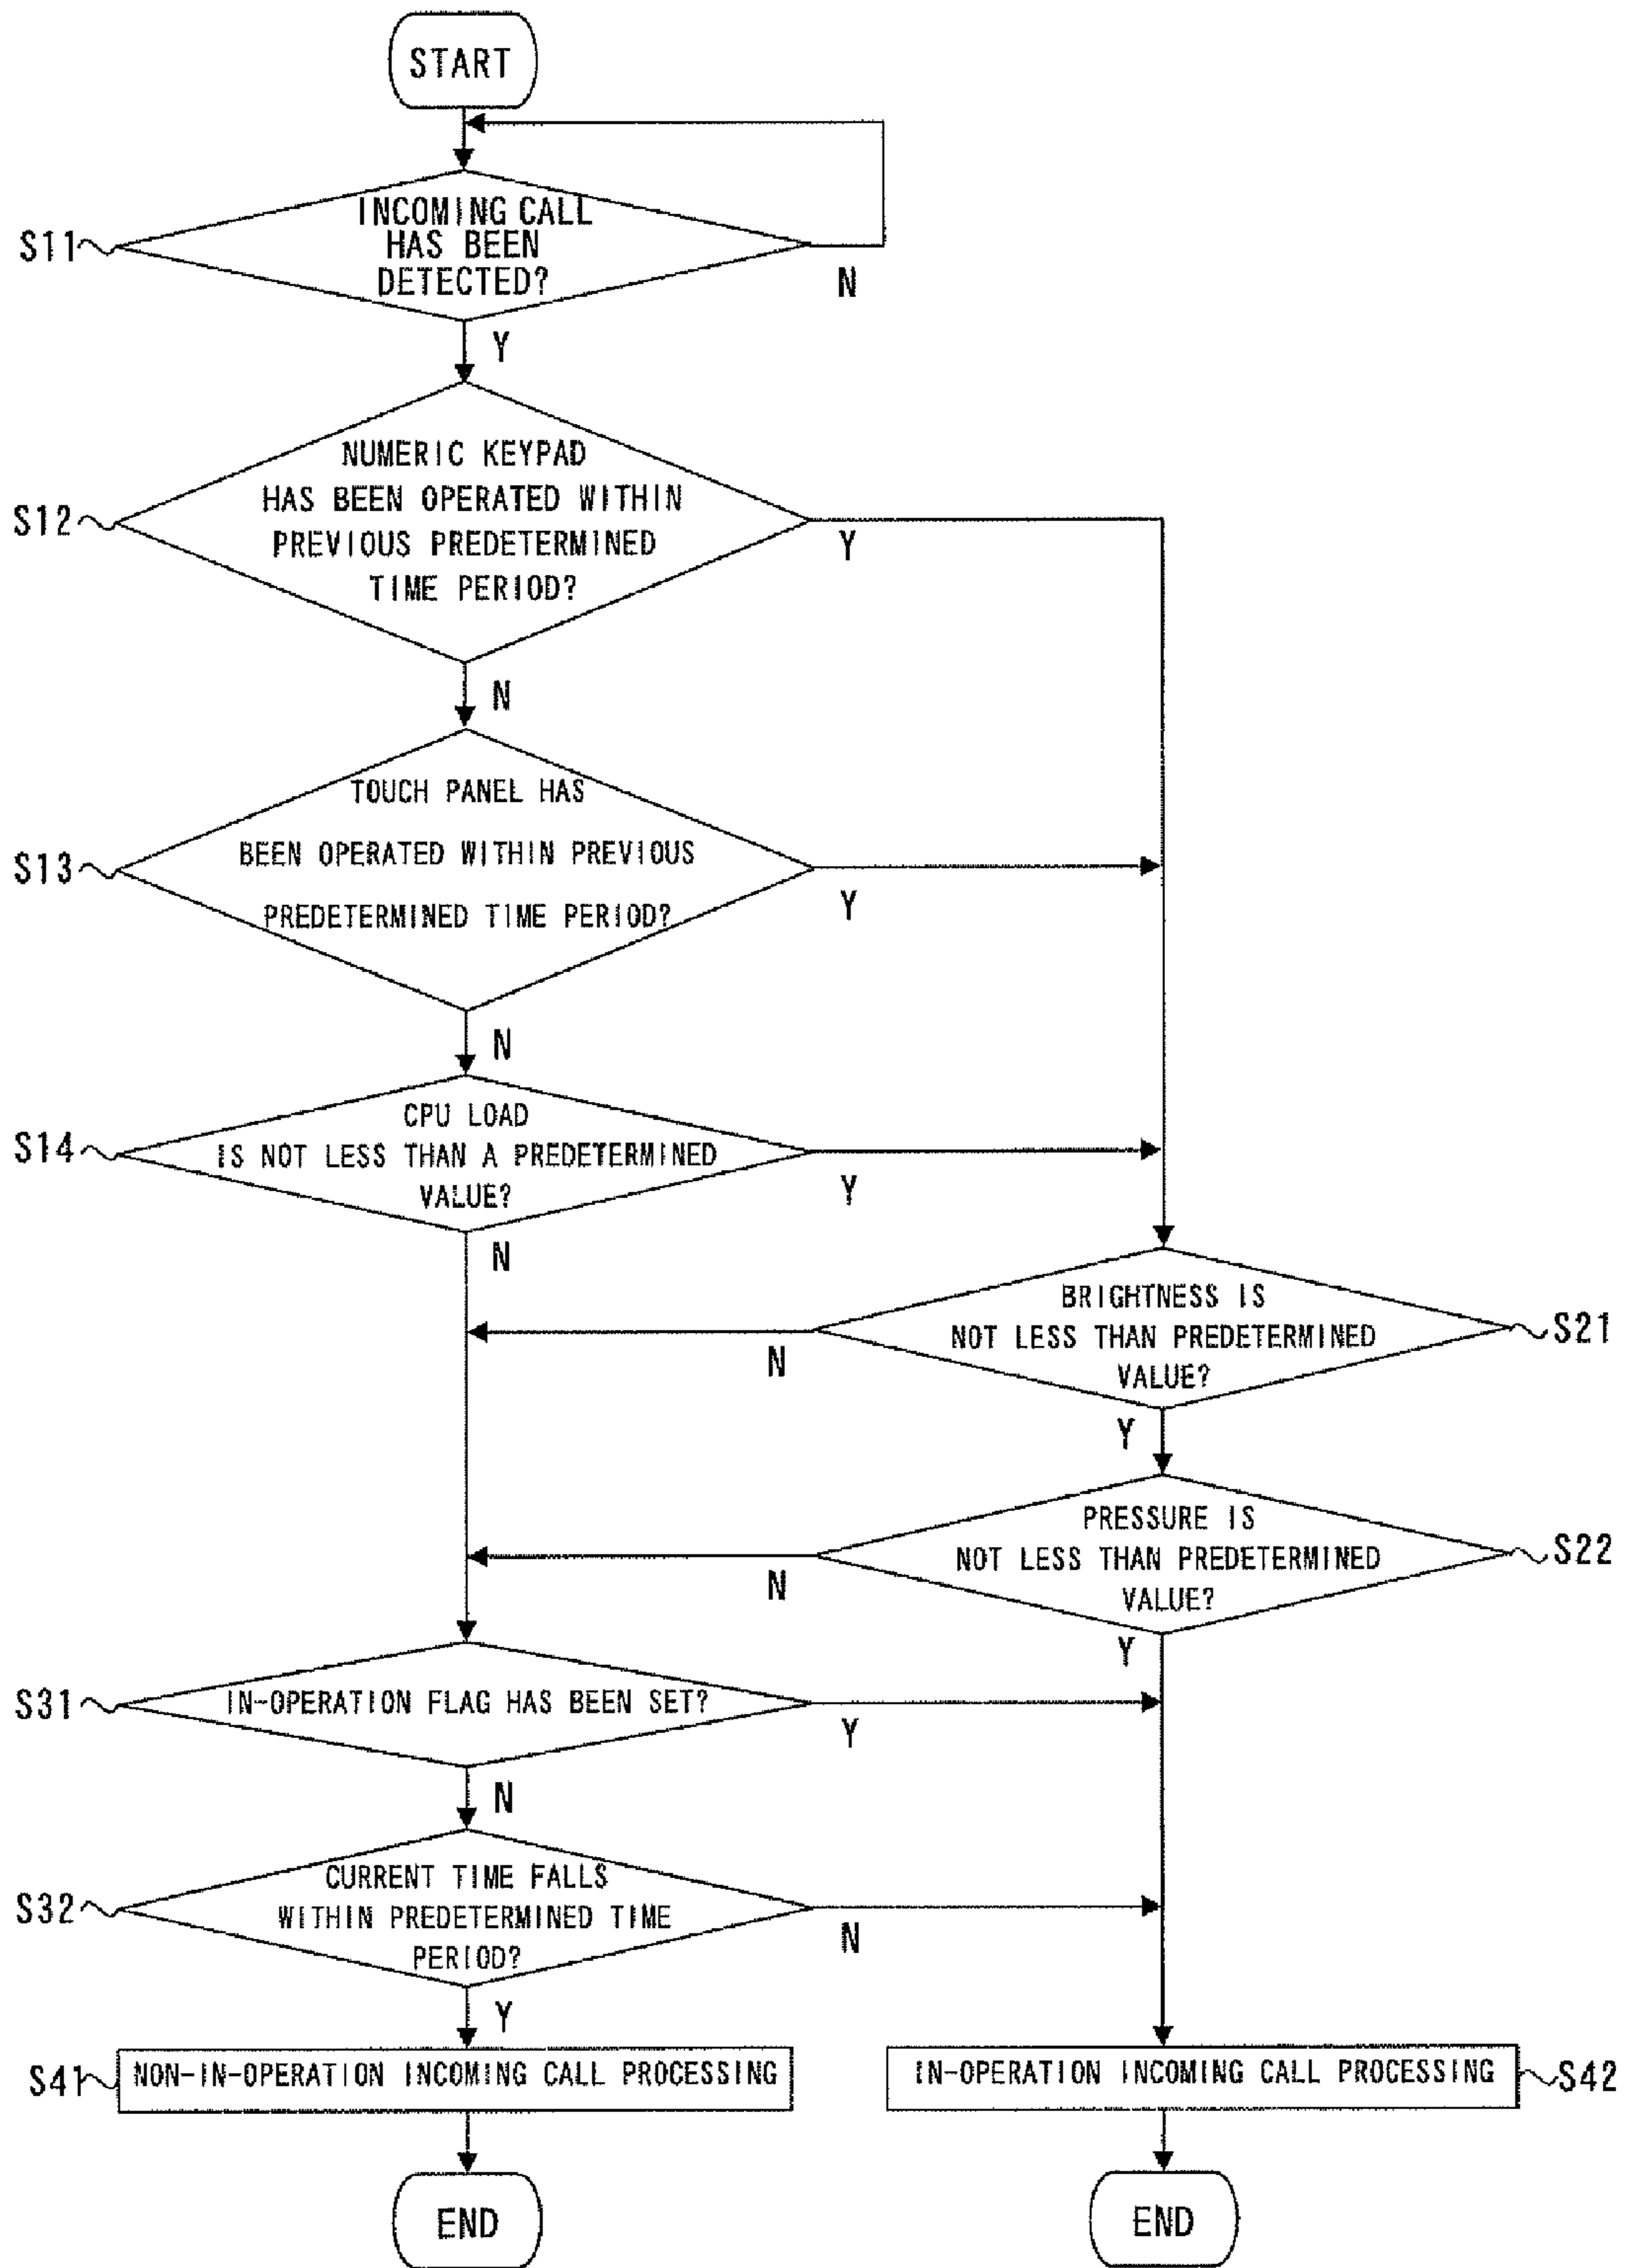 START
S11
INCOMING CALL
HAS BEEN
DETECTED?
N
Y
S12
NUMERIC KEYPAD
HAS BEEN OPERATED WITHIN
PREVIOUS PREDETERMINED
TIME PERIOD?
Y
N
S13
TOUCH PANEL HAS
BEEN OPERATED WITHIN PREVIOUS
PREDETERMINED TIME PERIOD?
Y
N
S14
CPU LOAD
IS NOT LESS THAN A PREDETERMINED
VALUE?
Y
N
BRIGHTNESS IS
NOT LESS THAN PREDETERMINED
VALUE?
S21
N
Y
PRESSURE IS
NOT LESS THAN PREDETERMINED
VALUE?
S22
N
Y
S31
IN-OPERATION FLAG HAS BEEN SET?
Y
N
S32
CURRENT TIME FALLS
WITHIN PREDETERMINED TIME
PERIOD?
N
Y
S41
NON-IN-OPERATION INCOMING CALL PROCESSING
IN-OPERATION INCOMING CALL PROCESSING
S42
END
END